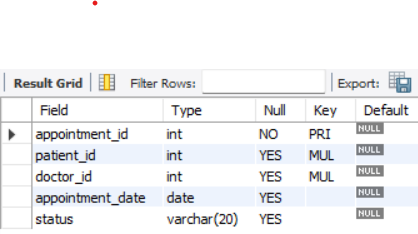 Result Grid Filter Rows: Export:
Field Type Null Key Default
appointment_id int NO PRI NULL
patient_id int YES MUL NULL
doctor_id int YES MUL NULL
appointment_date date YES NULL
status varchar(20) YES NULL